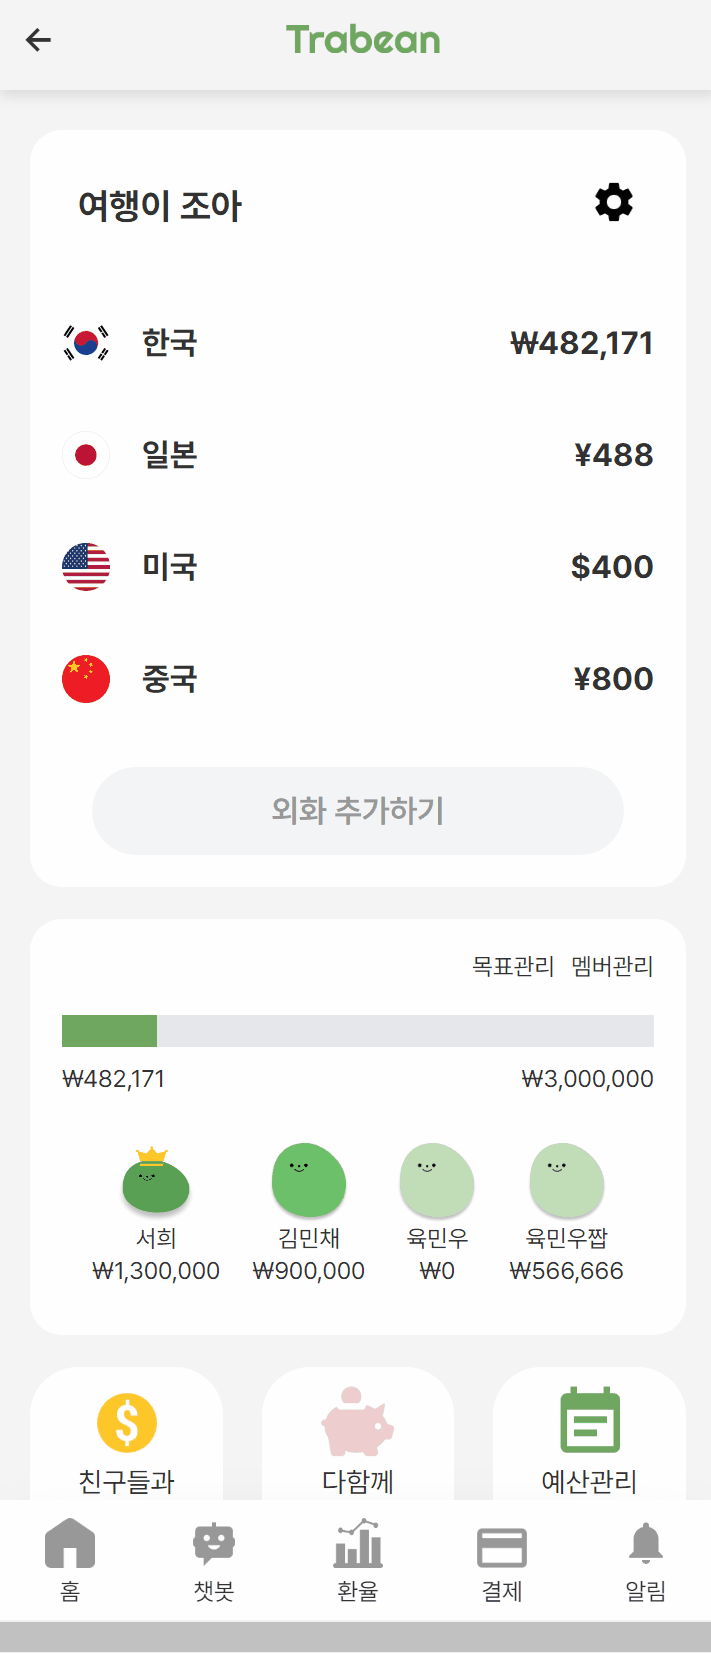 Trabean
여행이 조아
한국 ₩482,171
일본 ¥488
미국 $400
중국 ¥800
외화 추가하기
목표관리 멤버관리
₩482,171 ₩3,000,000
서희 김민채 육민우 육민우짭
₩1,300,000 ₩900,000 ₩0 ₩566,666
친구들과 다함께 예산관리
홈 챗봇 환율 결제 알림